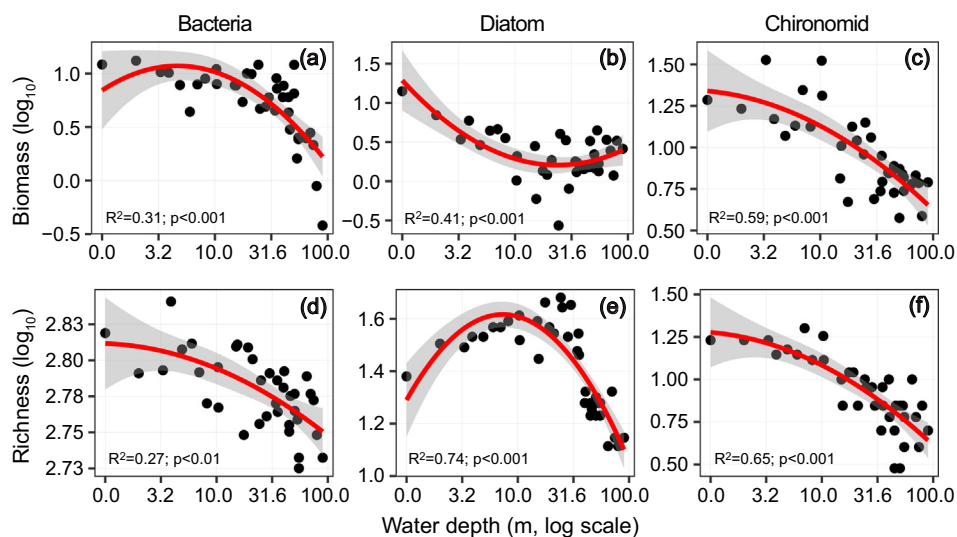 Bacteria Diatom Chironomid
(a) (b) (c)
Biomass (log10)
1.0
0.5
0.0
−0.5
1.5
1.0
0.5
0.0
−0.5
1.50
1.25
1.00
0.75
0.50
R2=0.31; p<0.001 R2=0.41; p<0.001 R2=0.59; p<0.001
0.0 3.2 10.0 31.6 100.0 0.0 3.2 10.0 31.6 100.0 0.0 3.2 10.0 31.6 100.0
(d) (e) (f)
Richness (log10)
2.83
2.80
2.78
2.75
2.73
1.6
1.4
1.2
1.0
1.50
1.25
1.00
0.75
0.50
R2=0.27; p<0.01 R2=0.74; p<0.001 R2=0.65; p<0.001
0.0 3.2 10.0 31.6 100.0 0.0 3.2 10.0 31.6 100.0 0.0 3.2 10.0 31.6 100.0
Water depth (m, log scale)